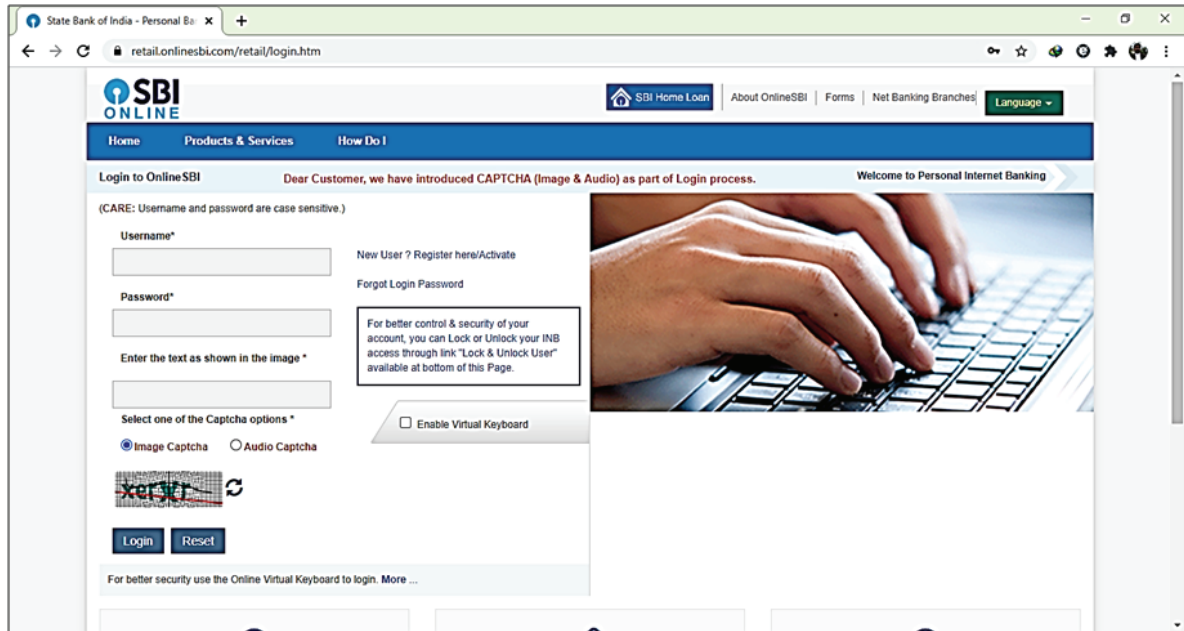 State Bank of India - Personal Ba
retail.onlinesbi.com/retail/login.htm
SBI
ONLINE
SBI Home Loan
About OnlineSBI
Forms
Net Banking Branches
Language
Home
Products & Services
How Do I
Login to OnlineSBI
Dear Customer, we have introduced CAPTCHA (Image & Audio) as part of Login process.
Welcome to Personal Internet Banking
(CARE: Username and password are case sensitive.)
Username*
New User ? Register here/Activate
Forgot Login Password
Password*
For better control & security of your
account, you can Lock or Unlock your INB
access through link "Lock & Unlock User"
available at bottom of this Page.
Enter the text as shown in the image *
Select one of the Captcha options *
Enable Virtual Keyboard
Image Captcha
Audio Captcha
Login
Reset
For better security use the Online Virtual Keyboard to login. More ...